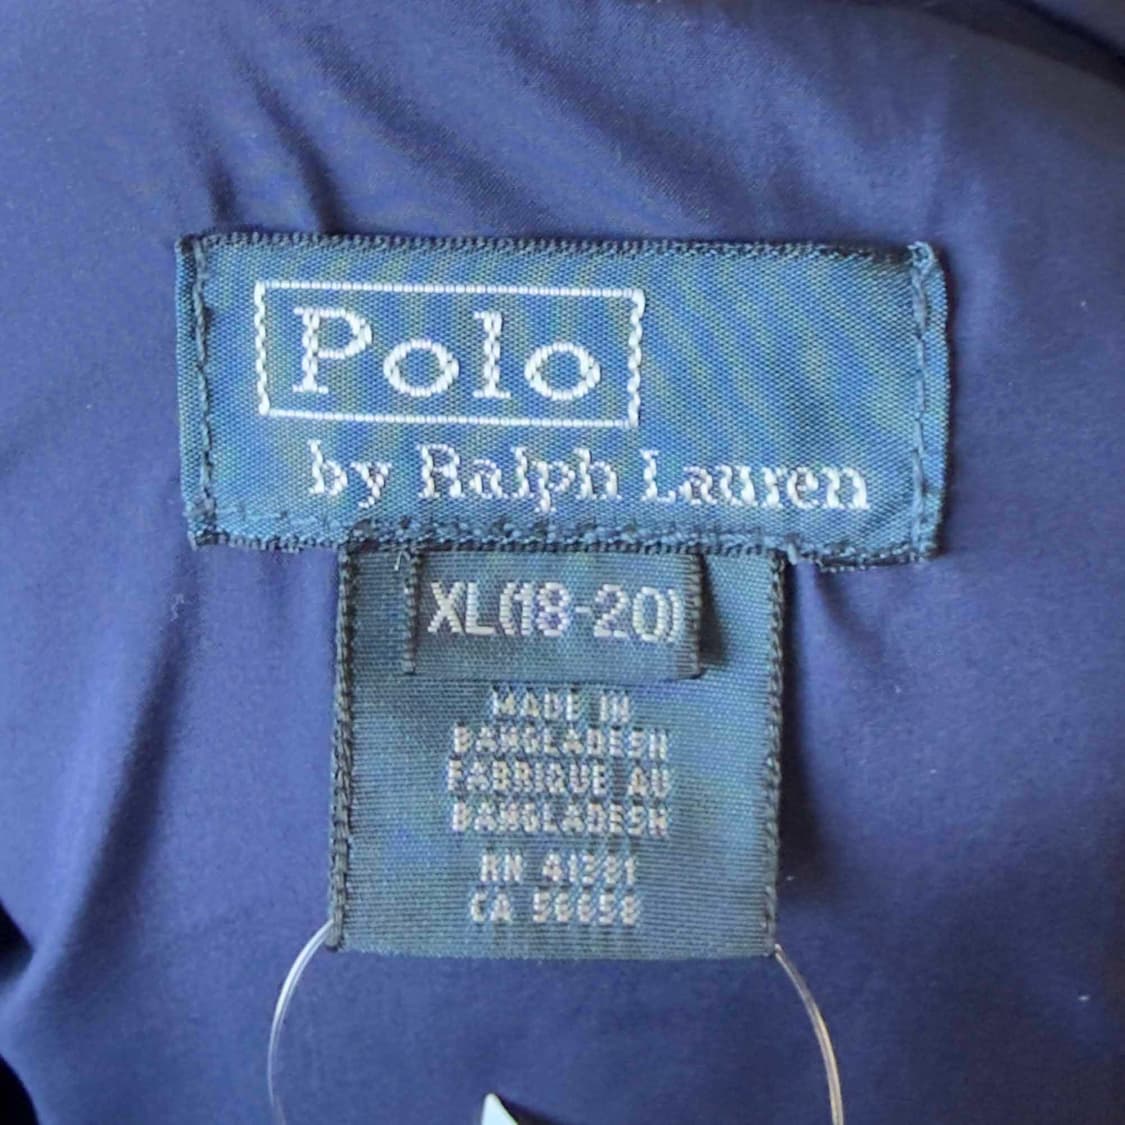 Polo
by Ralph Lauren
XL(18-20)
MADE IN
BANGLADESH
FABRIQUE AU
BANGLADESH
RN 41381
CA 56658